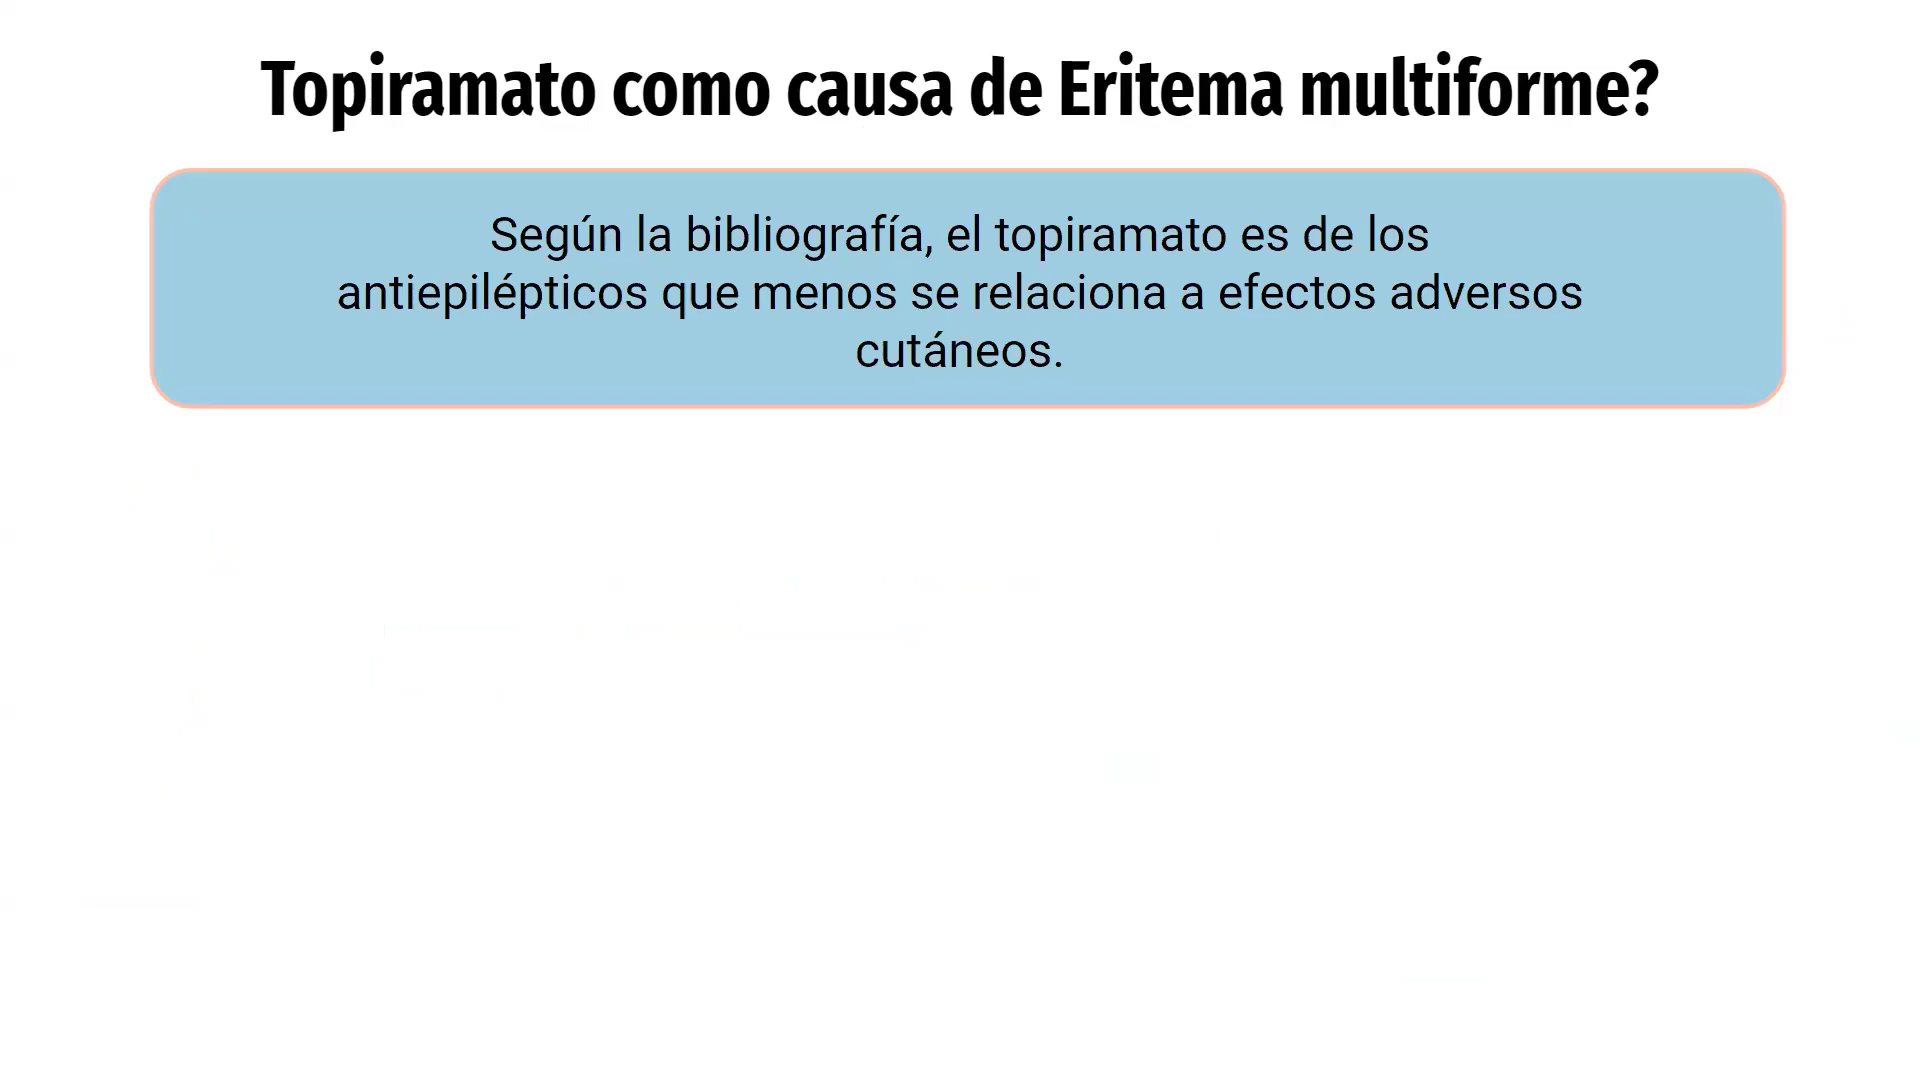 Topiramato como causa de Eritema multiforme?
Según la bibliografía, el topiramato es de los
antiepilépticos que menos se relaciona a efectos adversos
cutáneos.